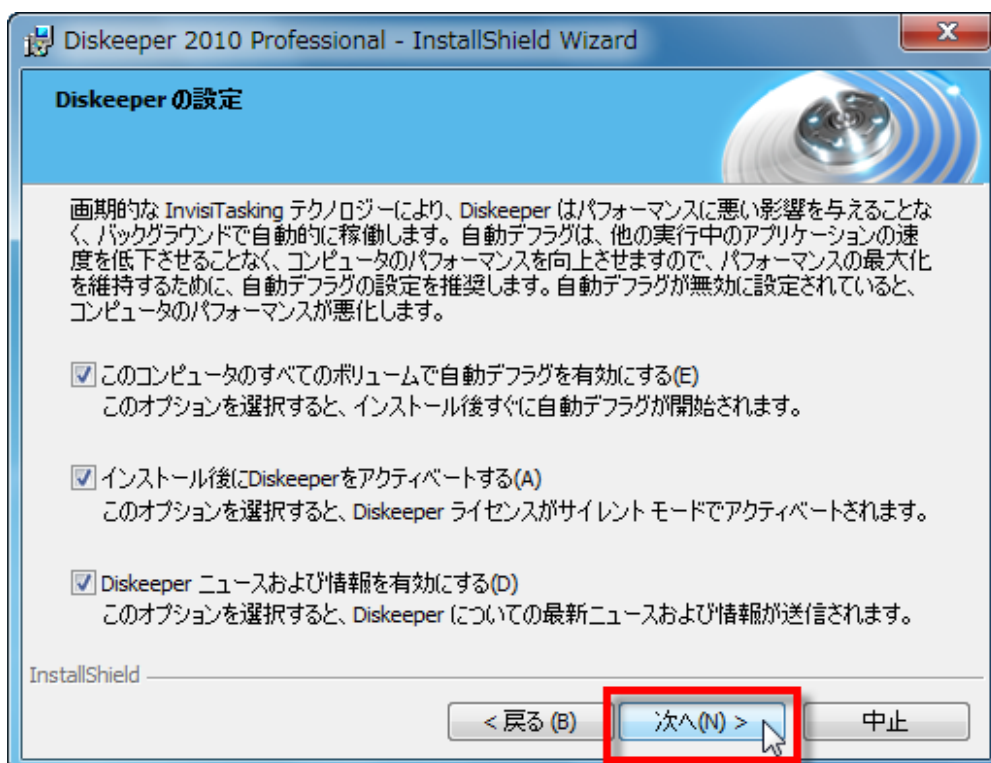 Diskeeper 2010 Professional - InstallShield Wizard
Diskeeper の設定
画期的な InvisiTasking テクノロジーにより、Diskeeper はパフォーマンスに悪い影響を与えることな
く、バックグラウンドで自動的に稼働します。自動デフラグは、他の実行中のアプリケーションの速
度を低下させることなく、コンピュータのパフォーマンスを向上させますので、パフォーマンスの最大化
を維持するために、自動デフラグの設定を推奨します。自動デフラグが無効に設定されていると、
コンピュータのパフォーマンスが悪化します。
このコンピュータのすべてのボリュームで自動デフラグを有効にする(E)
このオプションを選択すると、インストール後すぐに自動デフラグが開始されます。
インストール後にDiskeeperをアクティベートする(A)
このオプションを選択すると、Diskeeper ライセンスがサイレント モードでアクティベートされます。
Diskeeper ニュースおよび情報を有効にする(D)
このオプションを選択すると、Diskeeper についての最新ニュースおよび情報が送信されます。
InstallShield
< 戻る (B) 次へ(N) > 中止